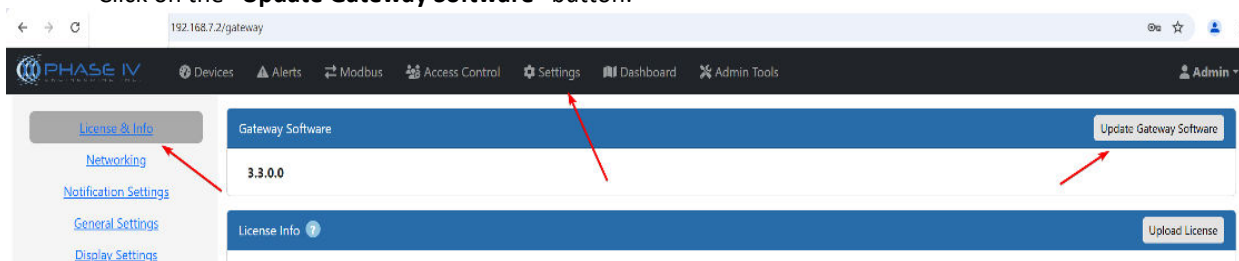 Click on the "Update Gateway Software" button.
192.168.7.2/gateway
PHASE IV Devices Alerts Modbus Access Control Settings Dashboard Admin Tools Admin
ENGINEERING INC.
License & Info
Networking
Notification Settings
General Settings
Display Settings
Gateway Software Update Gateway Software
3.3.0.0
License Info ? Upload License